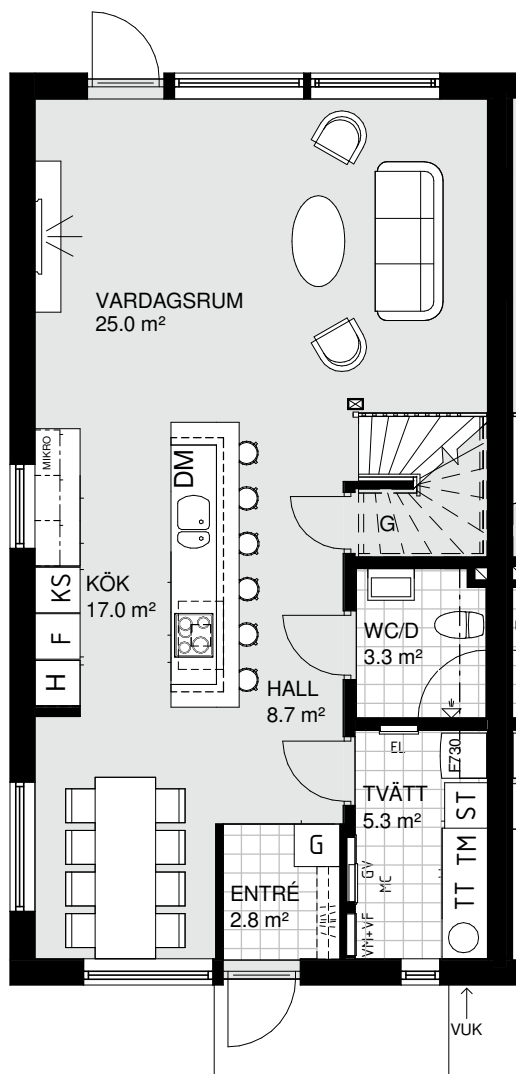 VARDAGSRUM
25.0 m²
MIKRO
DM
G
KS
KÖK
17.0 m²
F
H
WC/D
3.3 m²
HALL
8.7 m²
EL
F730
TVÄTT
5.3 m²
ST
G
TM
GV
MC
ENTRÉ
2.8 m²
TT
VM+VF
VUK